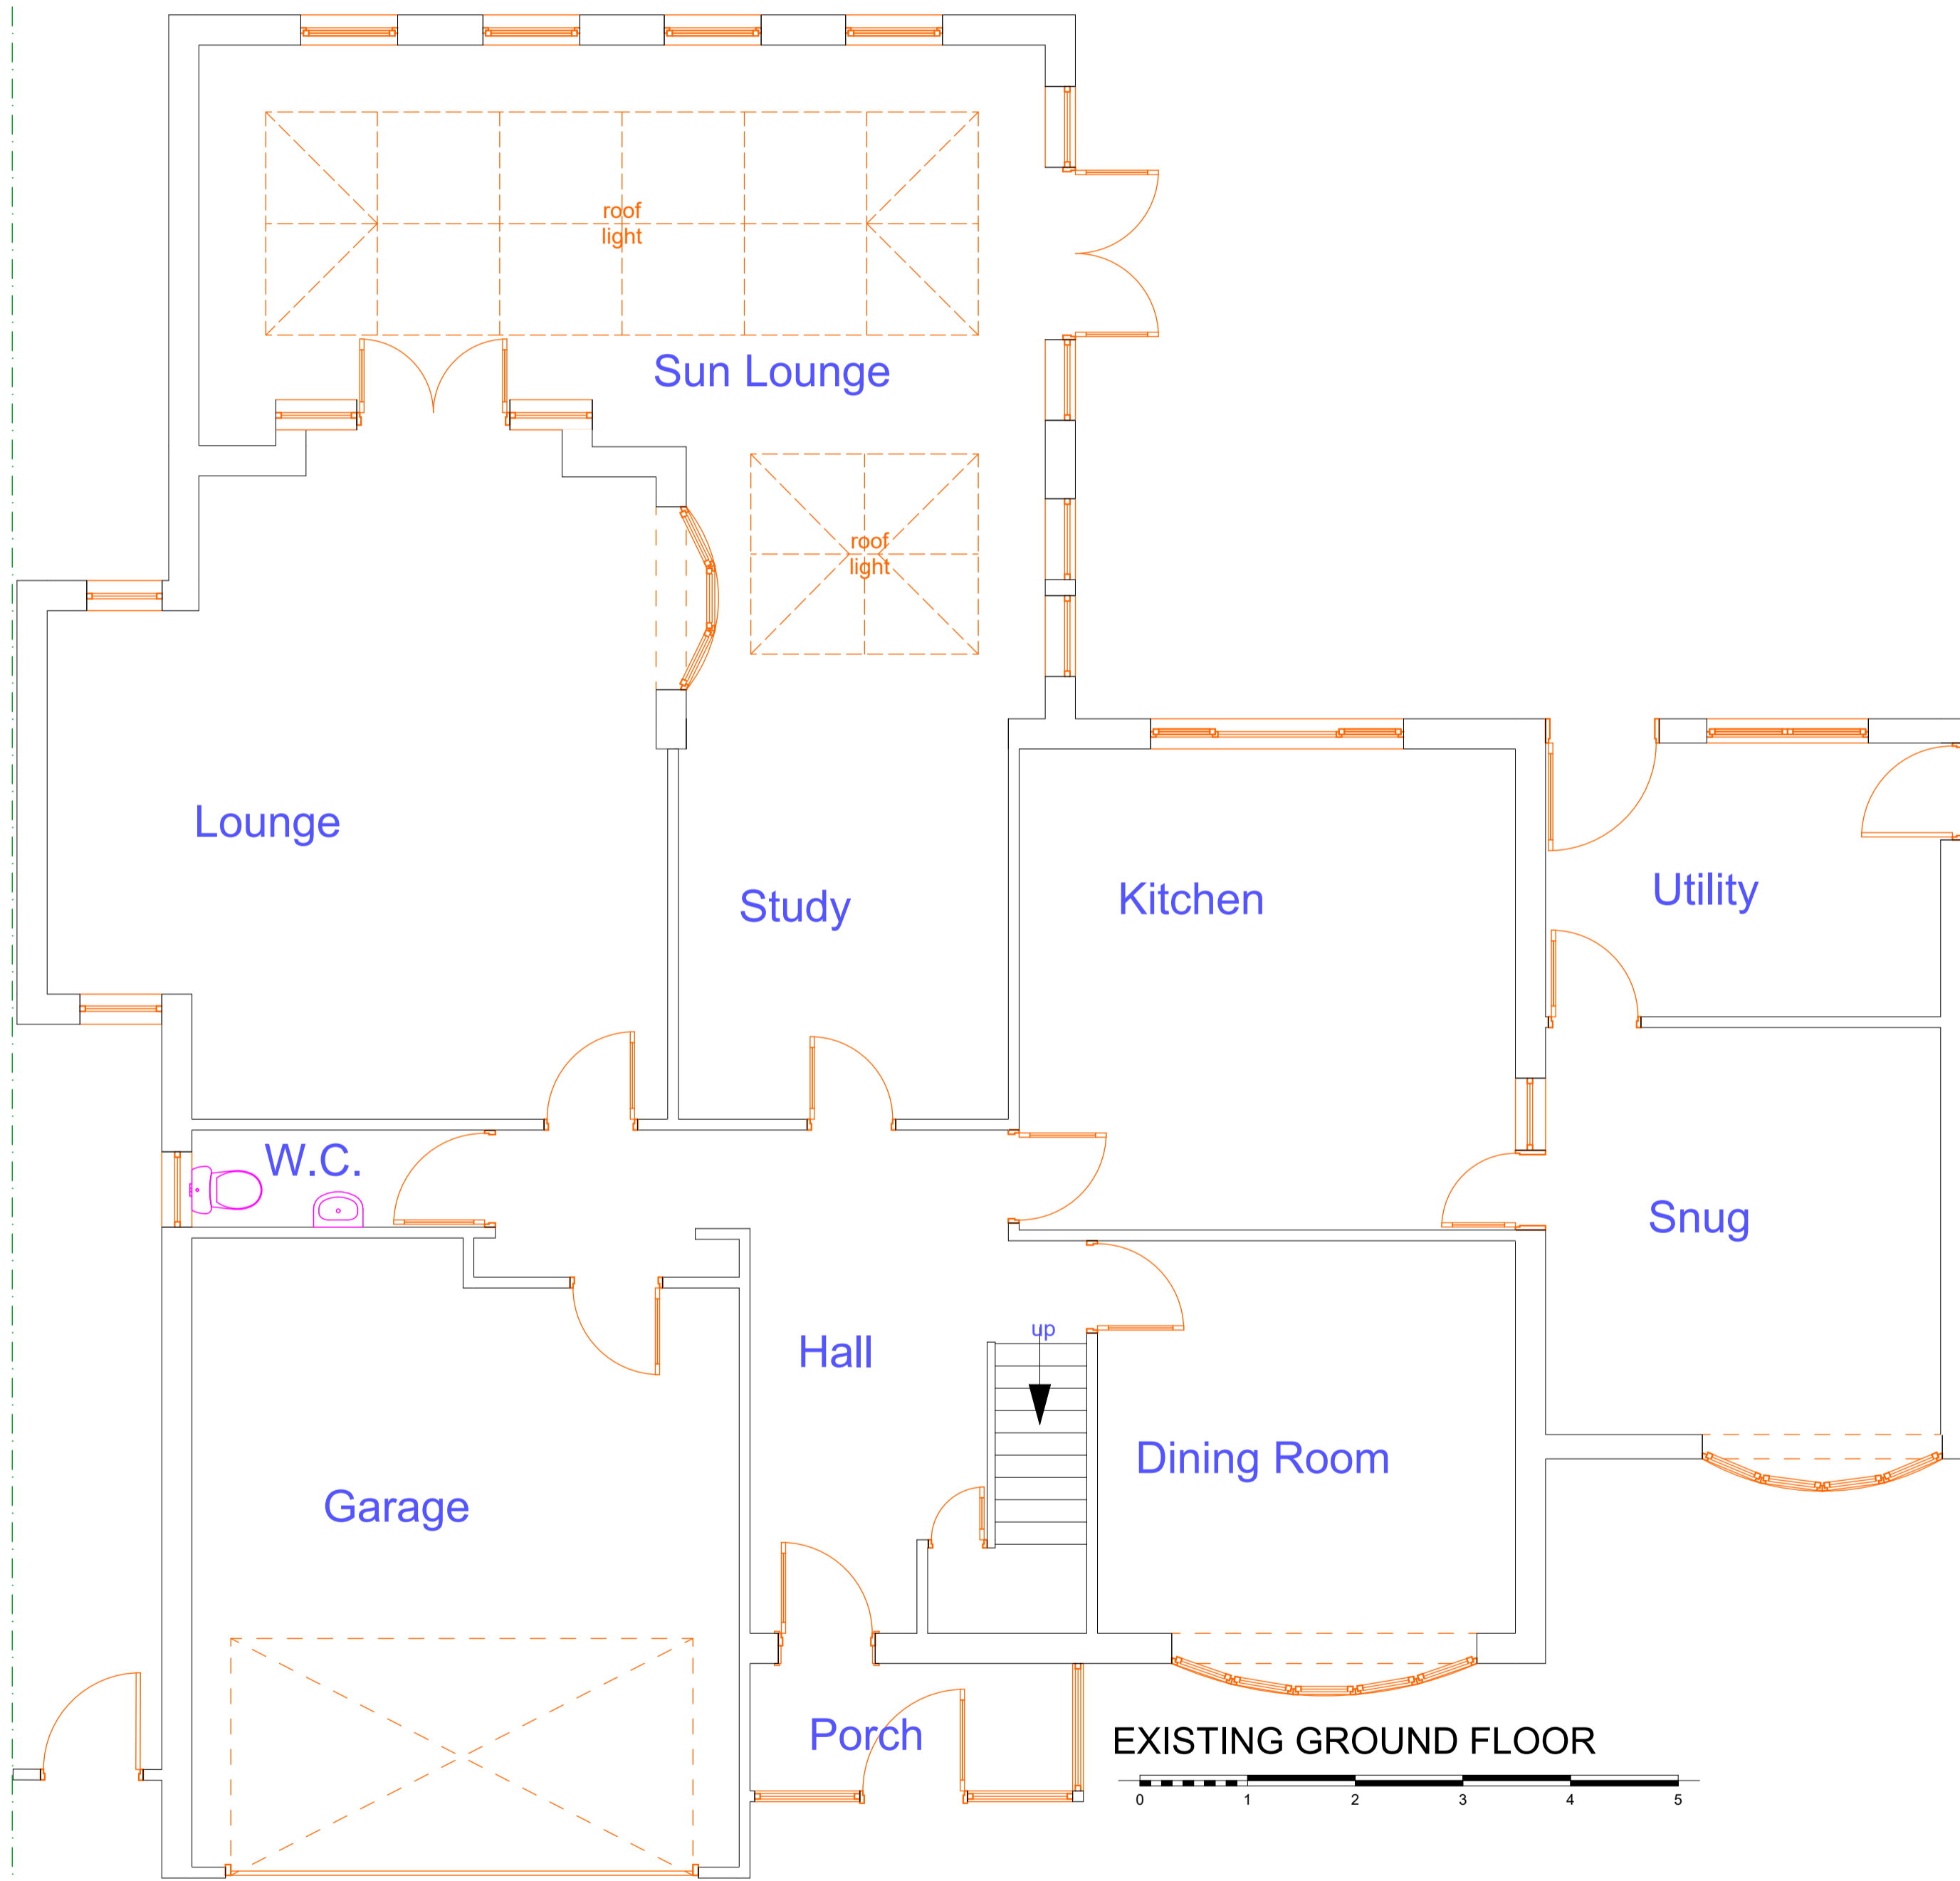 roof
light
Sun Lounge
roof
light
Lounge
Study
Kitchen
Utility
W.C.
Snug
up
Hall
Dining Room
Garage
Porch
EXISTING GROUND FLOOR
0 1 2 3 4 5